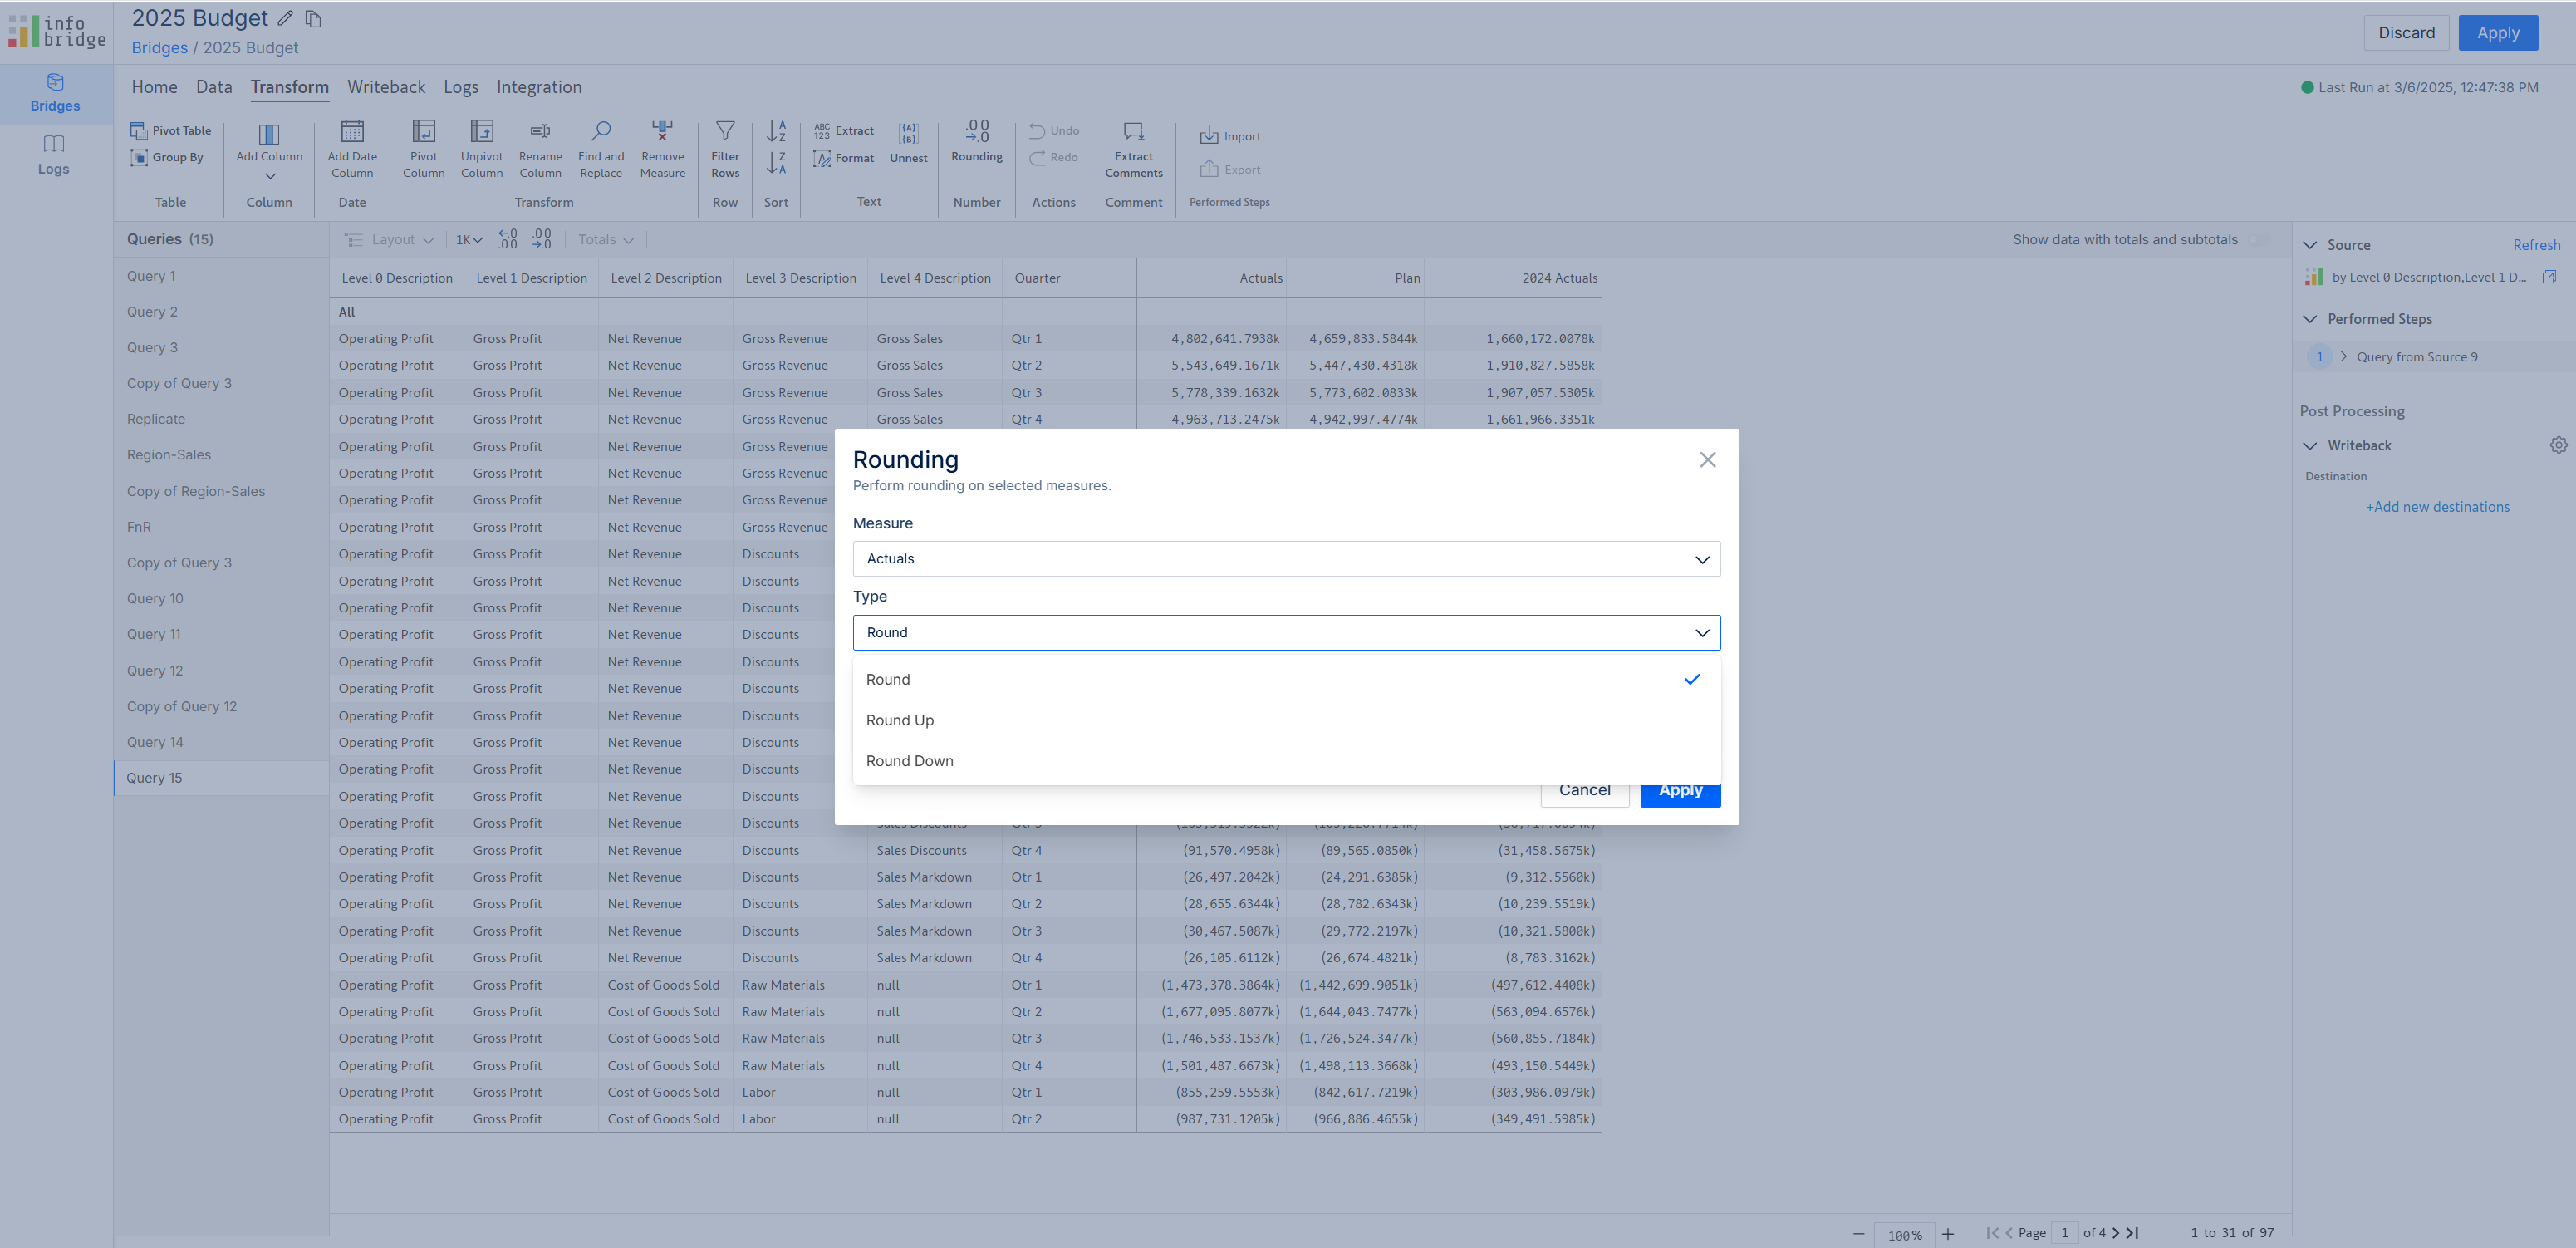 info
bridge
2025 Budget
Bridges / 2025 Budget
Discard
Apply
Bridges
Logs
Home Data Transform Writeback Logs Integration
Last Run at 3/6/2025, 12:47:38 PM
Pivot Table
Group By
Table
Add Column
Column
Add Date
Column
Date
Pivot
Column
Unpivot
Column
Rename
Column
Find and
Replace
Remove
Measure
Transform
Filter
Rows
Row
Sort
Extract
Format
Unnest
Text
Rounding
Number
Undo
Redo
Actions
Extract
Comments
Comment
Import
Export
Performed Steps
Queries (15)
Query 1
Query 2
Query 3
Copy of Query 3
Replicate
Region-Sales
Copy of Region-Sales
FnR
Copy of Query 3
Query 10
Query 11
Query 12
Copy of Query 12
Query 14
Query 15
Layout 1K Totals
Show data with totals and subtotals
Level 0 Description Level 1 Description Level 2 Description Level 3 Description Level 4 Description Quarter Actuals Plan 2024 Actuals
All
Operating Profit Gross Profit Net Revenue Gross Revenue Gross Sales Qtr 1 4,802,641.7938k 4,659,833.5844k 1,660,172.0078k
Operating Profit Gross Profit Net Revenue Gross Revenue Gross Sales Qtr 2 5,543,649.1671k 5,447,430.4318k 1,910,827.5858k
Operating Profit Gross Profit Net Revenue Gross Revenue Gross Sales Qtr 3 5,778,339.1632k 5,773,602.0833k 1,907,057.5305k
Operating Profit Gross Profit Net Revenue Gross Revenue Gross Sales Qtr 4 4,963,713.2475k 4,942,997.4774k 1,661,966.3351k
Operating Profit Gross Profit Net Revenue Gross Revenue
Operating Profit Gross Profit Net Revenue Gross Revenue
Operating Profit Gross Profit Net Revenue Gross Revenue
Operating Profit Gross Profit Net Revenue Gross Revenue
Operating Profit Gross Profit Net Revenue Discounts
Operating Profit Gross Profit Net Revenue Discounts
Operating Profit Gross Profit Net Revenue Discounts
Operating Profit Gross Profit Net Revenue Discounts
Operating Profit Gross Profit Net Revenue Discounts
Operating Profit Gross Profit Net Revenue Discounts
Operating Profit Gross Profit Net Revenue Discounts
Operating Profit Gross Profit Net Revenue Discounts
Operating Profit Gross Profit Net Revenue Discounts
Operating Profit Gross Profit Net Revenue Discounts
Operating Profit Gross Profit Net Revenue Discounts
Operating Profit Gross Profit Net Revenue Discounts Sales Discounts Qtr 4 (91,570.4958k) (89,565.0850k) (31,458.5675k)
Operating Profit Gross Profit Net Revenue Discounts Sales Markdown Qtr 1 (26,497.2042k) (24,291.6385k) (9,312.5560k)
Operating Profit Gross Profit Net Revenue Discounts Sales Markdown Qtr 2 (28,655.6344k) (28,782.6343k) (10,239.5519k)
Operating Profit Gross Profit Net Revenue Discounts Sales Markdown Qtr 3 (30,467.5087k) (29,772.2197k) (10,321.5800k)
Operating Profit Gross Profit Net Revenue Discounts Sales Markdown Qtr 4 (26,105.6112k) (26,674.4821k) (8,783.3162k)
Operating Profit Gross Profit Cost of Goods Sold Raw Materials null Qtr 1 (1,473,378.3864k) (1,442,699.9051k) (497,612.4408k)
Operating Profit Gross Profit Cost of Goods Sold Raw Materials null Qtr 2 (1,677,095.8077k) (1,644,043.7477k) (563,094.6576k)
Operating Profit Gross Profit Cost of Goods Sold Raw Materials null Qtr 3 (1,746,533.1537k) (1,726,524.3477k) (560,855.7184k)
Operating Profit Gross Profit Cost of Goods Sold Raw Materials null Qtr 4 (1,501,487.6673k) (1,498,113.3668k) (493,150.5449k)
Operating Profit Gross Profit Cost of Goods Sold Labor null Qtr 1 (855,259.5553k) (842,617.7219k) (303,986.0979k)
Operating Profit Gross Profit Cost of Goods Sold Labor null Qtr 2 (987,731.1205k) (966,886.4655k) (349,491.5985k)
Rounding
Perform rounding on selected measures.
Measure
Actuals
Type
Round
Round
Round Up
Round Down
Cancel
Apply
Source
Refresh
by Level 0 Description,Level 1 D...
Performed Steps
1 Query from Source 9
Post Processing
Writeback
Destination
+Add new destinations
100%
Page 1 of 4
1 to 31 of 97